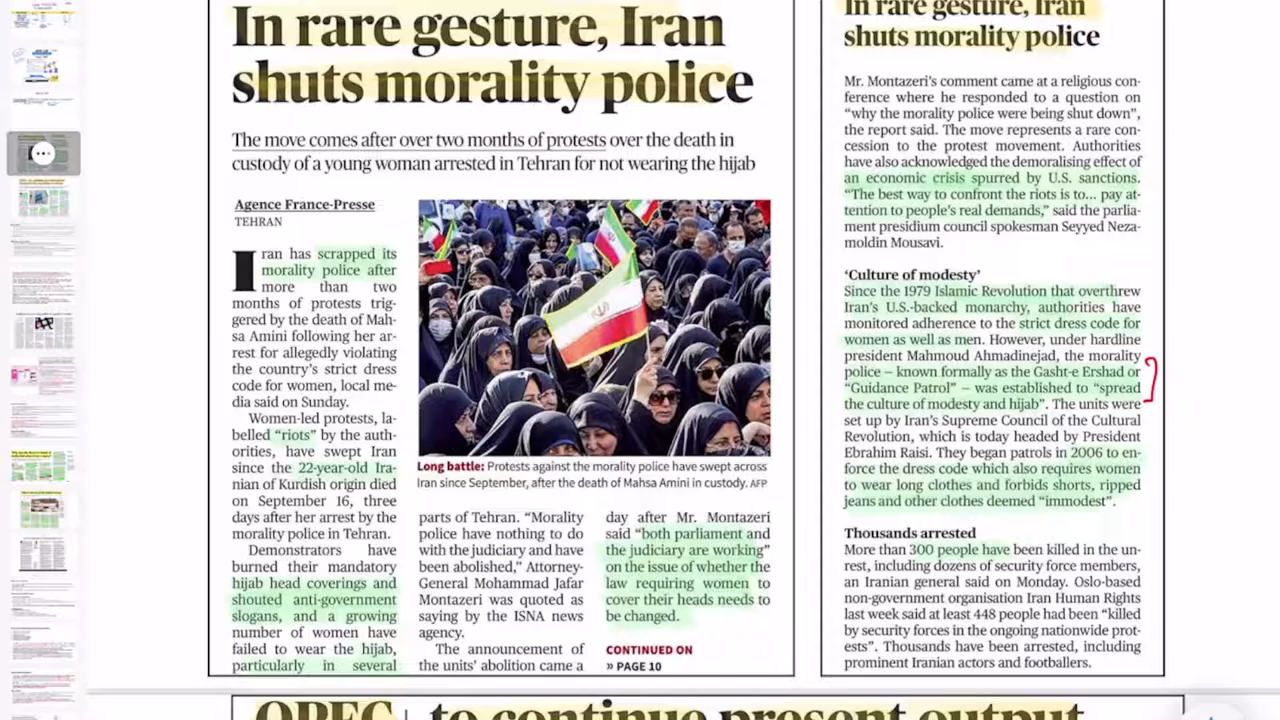 In rare gesture, Iran
shuts morality police
The move comes after over two months of protests over the death in
custody of a young woman arrested in Tehran for not wearing the hijab
Agence France-Presse
TEHRAN
Iran has scrapped its
morality police after
more than two
months of protests trig-
gered by the death of Mah-
sa Amini following her ar-
rest for allegedly violating
the country's strict dress
code for women, local me-
dia said on Sunday.
Women-led protests, la-
belled “riots” by the auth-
orities, have swept Iran
since the 22-year-old Ira-
nian of Kurdish origin died
on September 16, three
days after her arrest by the
morality police in Tehran.
Demonstrators have
burned their mandatory
hijab head coverings and
shouted anti-government
slogans, and a growing
number of women have
failed to wear the hijab,
particularly in several
Long battle: Protests against the morality police have swept across
Iran since September, after the death of Mahsa Amini in custody. AFP
parts of Tehran. “Morality
police have nothing to do
with the judiciary and have
been abolished,” Attorney-
General Mohammad Jafar
Montazeri was quoted as
saying by the ISNA news
agency.
The announcement of
the units' abolition came a
day after Mr. Montazeri
said “both parliament and
the judiciary are working”
on the issue of whether the
law requiring women to
cover their heads needs to
be changed.
CONTINUED ON
» PAGE 10
In rare gesture, Iran
shuts morality police
Mr. Montazeri's comment came at a religious con-
ference where he responded to a question on
“why the morality police were being shut down”,
the report said. The move represents a rare con-
cession to the protest movement. Authorities
have also acknowledged the demoralising effect of
an economic crisis spurred by U.S. sanctions.
“The best way to confront the riots is to... pay at-
tention to people's real demands,” said the parlia-
ment presidium council spokesman Seyyed Neza-
moldin Mousavi.
‘Culture of modesty’
Since the 1979 Islamic Revolution that overthrew
Iran's U.S.-backed monarchy, authorities have
monitored adherence to the strict dress code for
women as well as men. However, under hardline
president Mahmoud Ahmadinejad, the morality
police – known formally as the Gasht-e Ershad or
“Guidance Patrol” – was established to “spread
the culture of modesty and hijab”. The units were
set up by Iran's Supreme Council of the Cultural
Revolution, which is today headed by President
Ebrahim Raisi. They began patrols in 2006 to en-
force the dress code which also requires women
to wear long clothes and forbids shorts, ripped
jeans and other clothes deemed “immodest”.
Thousands arrested
More than 300 people have been killed in the un-
rest, including dozens of security force members,
an Iranian general said on Monday. Oslo-based
non-government organisation Iran Human Rights
last week said at least 448 people had been “killed
by security forces in the ongoing nationwide prot-
ests”. Thousands have been arrested, including
prominent Iranian actors and footballers.
OPEC to continue present output